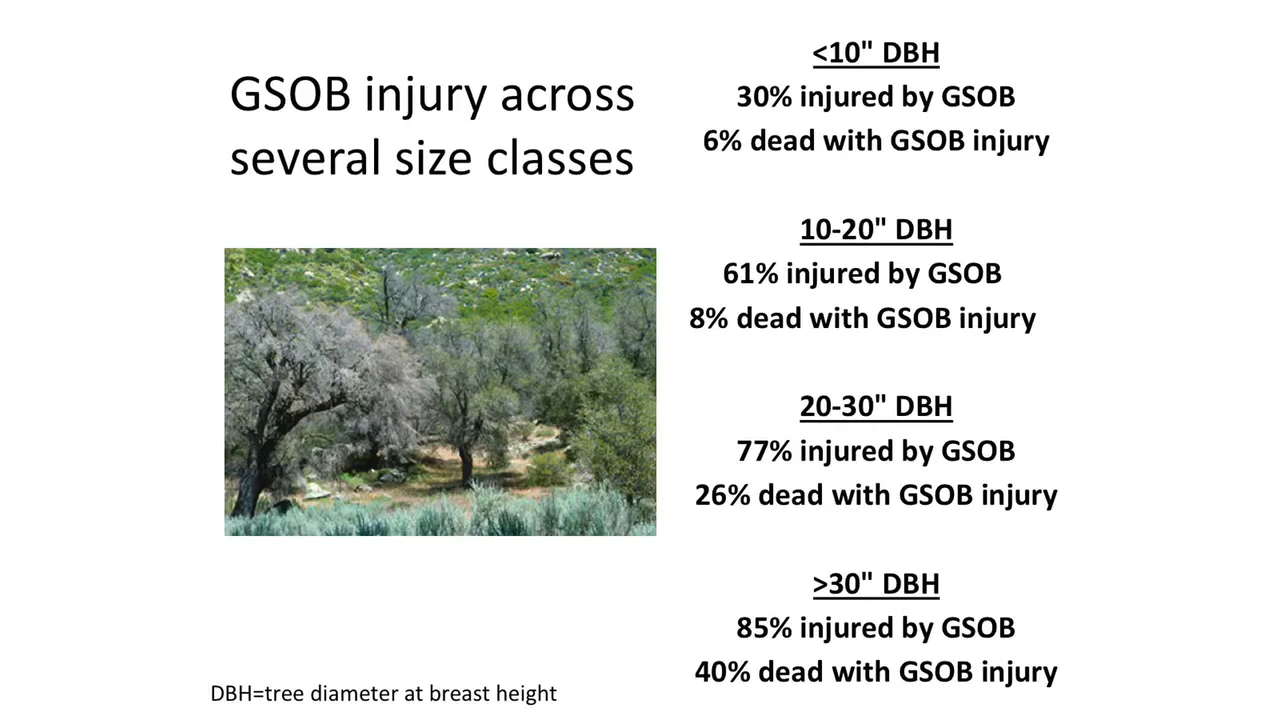 GSOB injury across
several size classes
<10" DBH
30% injured by GSOB
6% dead with GSOB injury
10-20" DBH
61% injured by GSOB
8% dead with GSOB injury
20-30" DBH
77% injured by GSOB
26% dead with GSOB injury
>30" DBH
85% injured by GSOB
40% dead with GSOB injury
DBH=tree diameter at breast height